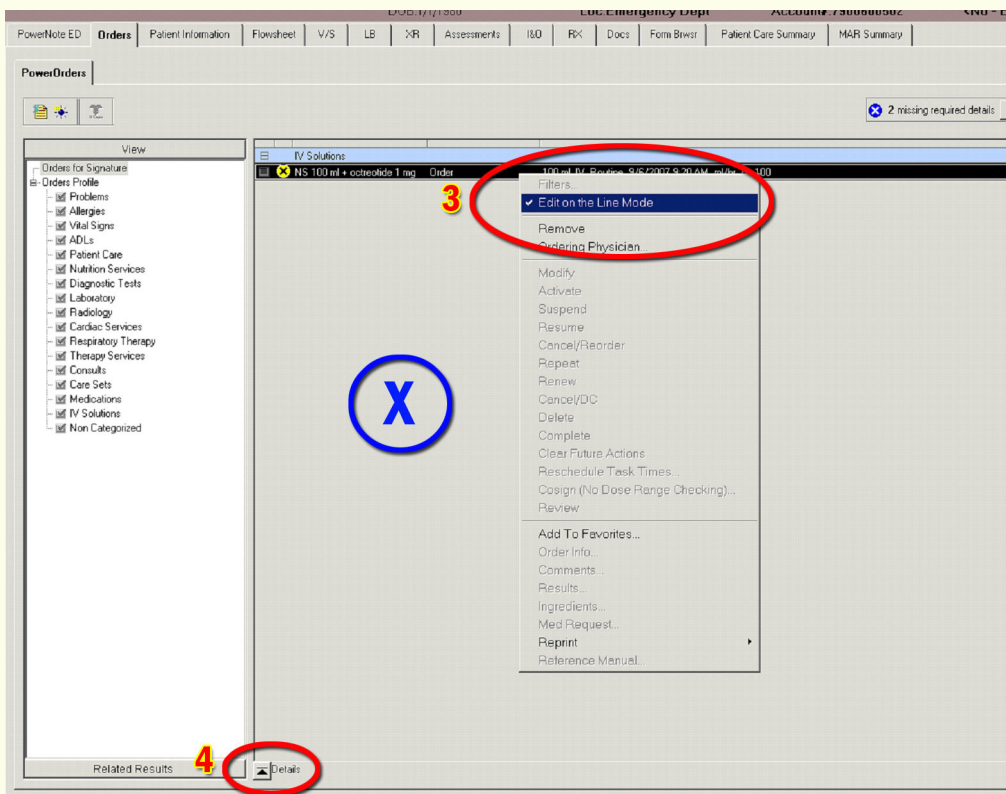 DOB:1/1/1980 Loc:Emergency Dept Account#:7900800502 <No -
PowerNote ED Orders Patient Information Flowsheet V/S LB XR Assessments I&O RX Docs Form Brwsr Patient Care Summary MAR Summary
PowerOrders
2 missing required details
View
Orders for Signature
Orders Profile
Problems
Allergies
Vital Signs
ADLs
Patient Care
Nutrition Services
Diagnostic Tests
Laboratory
Radiology
Cardiac Services
Respiratory Therapy
Therapy Services
Consults
Care Sets
Medications
IV Solutions
Non Categorized
Related Results
IV Solutions
NS 100 ml + octreotide 1 mg Order 100 ml, IV, Routine, 9/6/2007 9:20 AM, ml/hr, 100
3
Filters...
Edit on the Line Mode
Remove
Ordering Physician...
Modify
Activate
Suspend
Resume
Cancel/Reorder
Repeat
Renew
Cancel/DC
Delete
Complete
Clear Future Actions
Reschedule Task Times...
Cosign (No Dose Range Checking)...
Review
Add To Favorites...
Order Info...
Comments...
Results...
Ingredients...
Med Request...
Reprint
Reference Manual...
X
4
Details